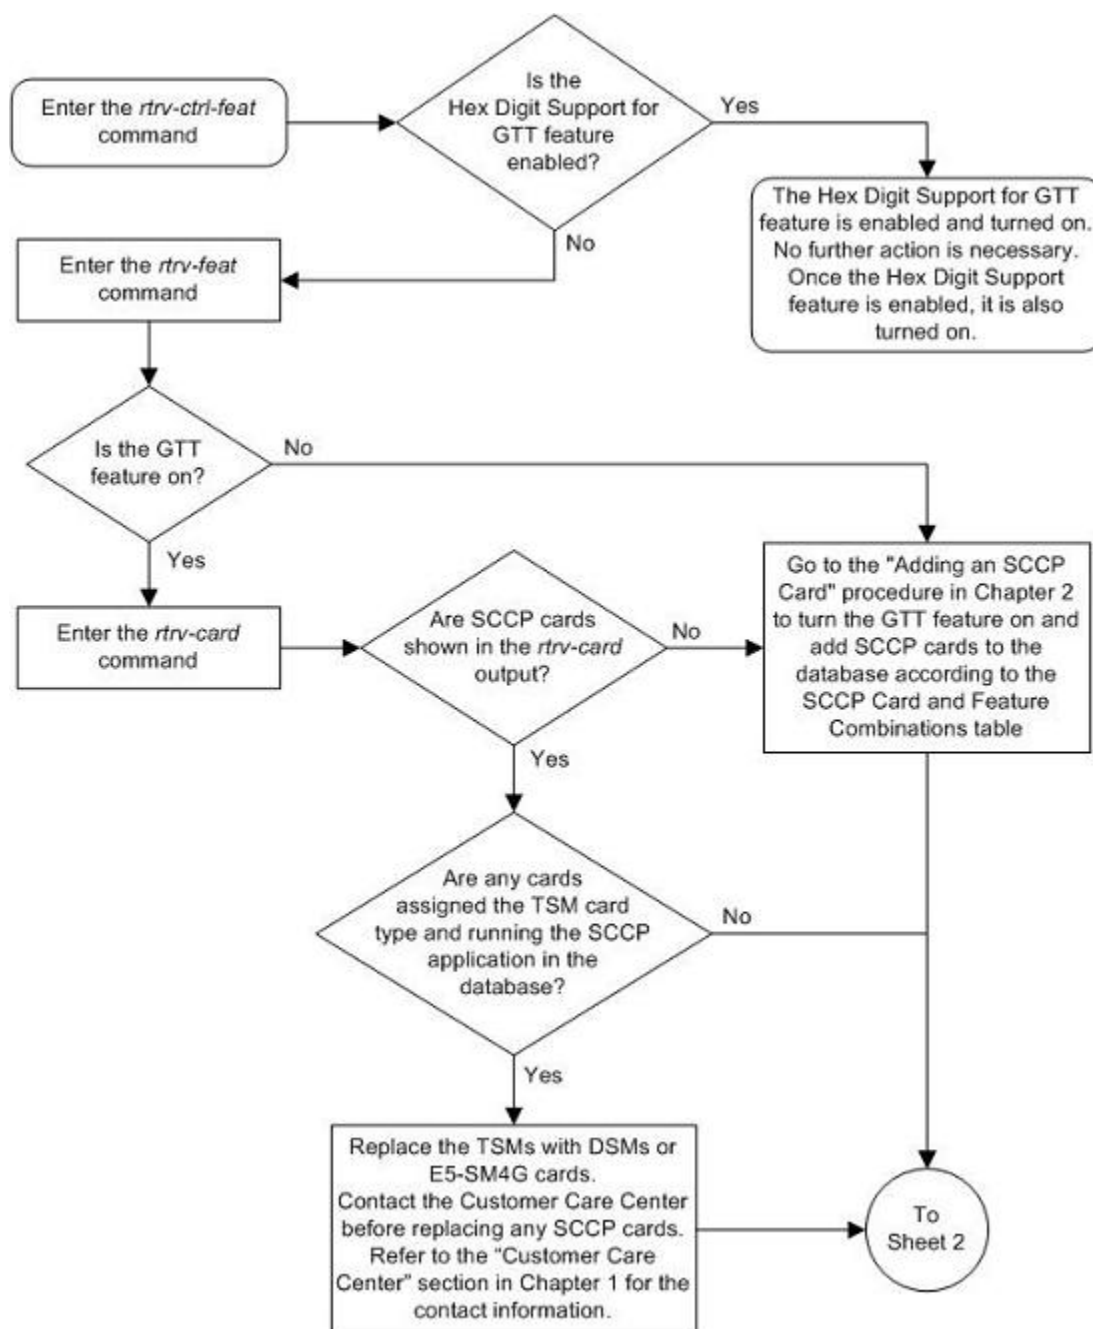 Enter the rtrv-ctrl-feat
command
Is the
Hex Digit Support for
GTT feature
enabled?
Yes
The Hex Digit Support for GTT
feature is enabled and turned on.
No further action is necessary.
Once the Hex Digit Support
feature is enabled, it is also
turned on.
No
Enter the rtrv-feat
command
Is the GTT
feature on?
No
Yes
Enter the rtrv-card
command
Are SCCP cards
shown in the rtrv-card
output?
No
Go to the "Adding an SCCP
Card" procedure in Chapter 2
to turn the GTT feature on and
add SCCP cards to the
database according to the
SCCP Card and Feature
Combinations table
Yes
Are any cards
assigned the TSM card
type and running the SCCP
application in the
database?
No
Yes
Replace the TSMs with DSMs or
E5-SM4G cards.
Contact the Customer Care Center
before replacing any SCCP cards.
Refer to the “Customer Care
Center” section in Chapter 1 for the
contact information.
To
Sheet 2